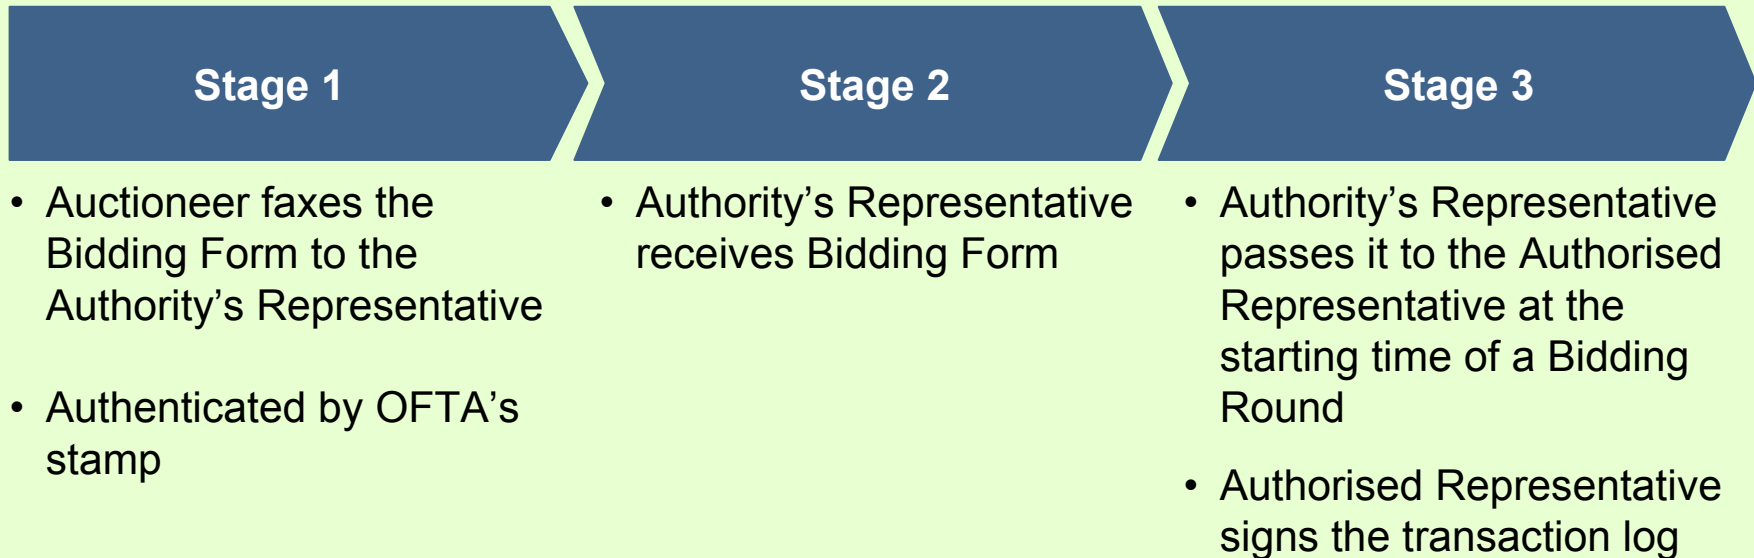 Stage 1
Stage 2
Stage 3
• Auctioneer faxes the
Bidding Form to the
Authority’s Representative
• Authenticated by OFTA’s
stamp
• Authority’s Representative
receives Bidding Form
• Authority’s Representative
passes it to the Authorised
Representative at the
starting time of a Bidding
Round
• Authorised Representative
signs the transaction log